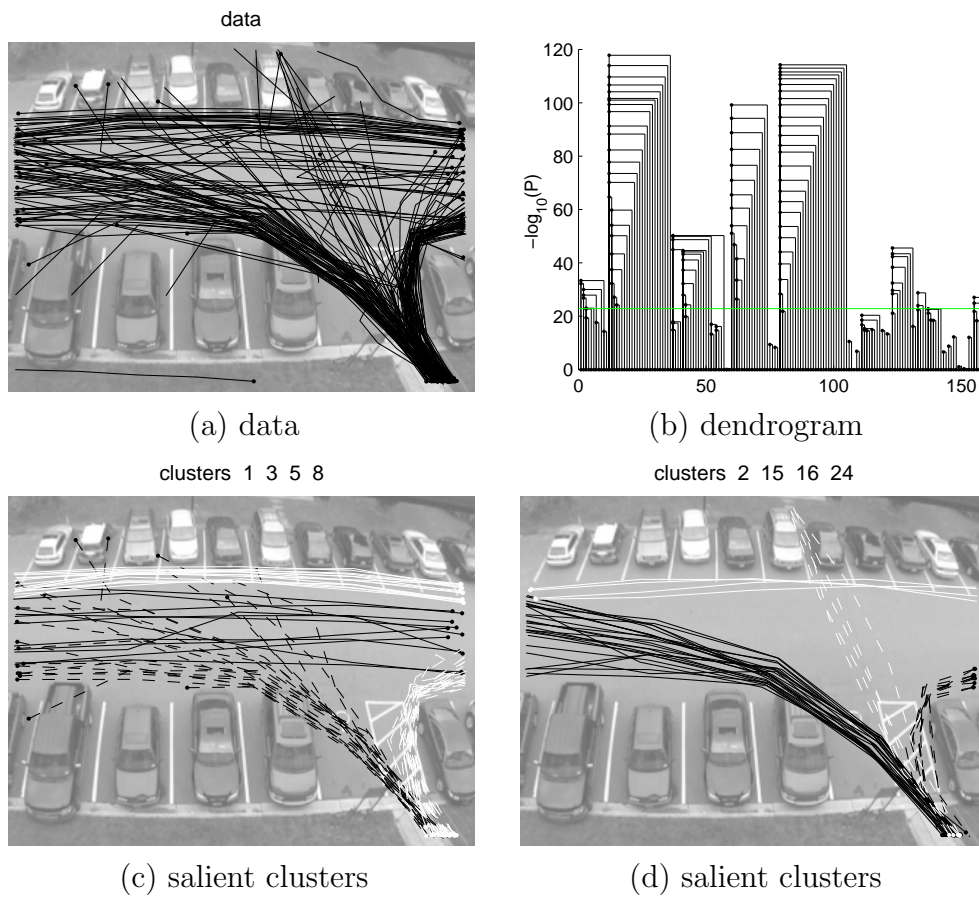 data
120
100
80
60
40
20
0
−log10(P)
0 50 100 150
(a) data
(b) dendrogram
clusters 1 3 5 8
clusters 2 15 16 24
(c) salient clusters
(d) salient clusters